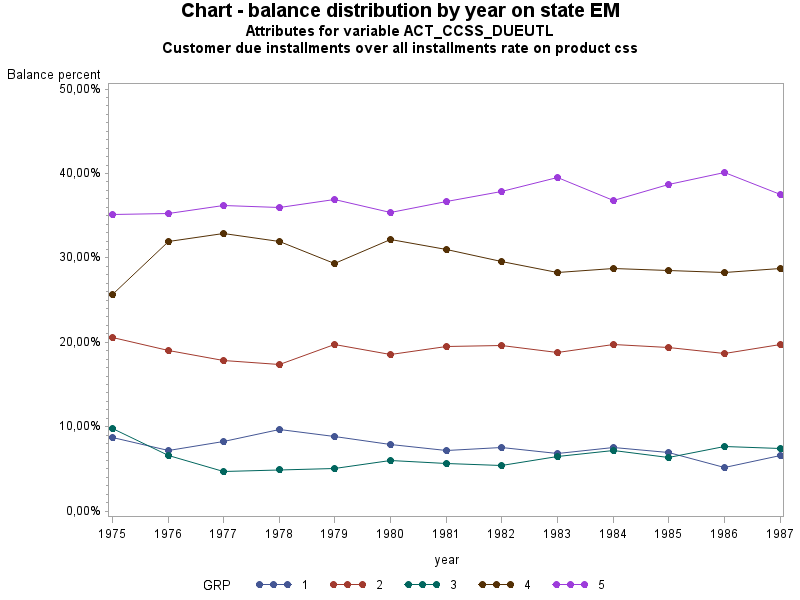 Chart - balance distribution by year on state EM
Attributes for variable ACT_CCSS_DUEUTL
Customer due installments over all installments rate on product css
Balance percent
50,00%
40,00%
30,00%
20,00%
10,00%
0,00%
1975 1976 1977 1978 1979 1980 1981 1982 1983 1984 1985 1986 1987
year
GRP 1 2 3 4 5